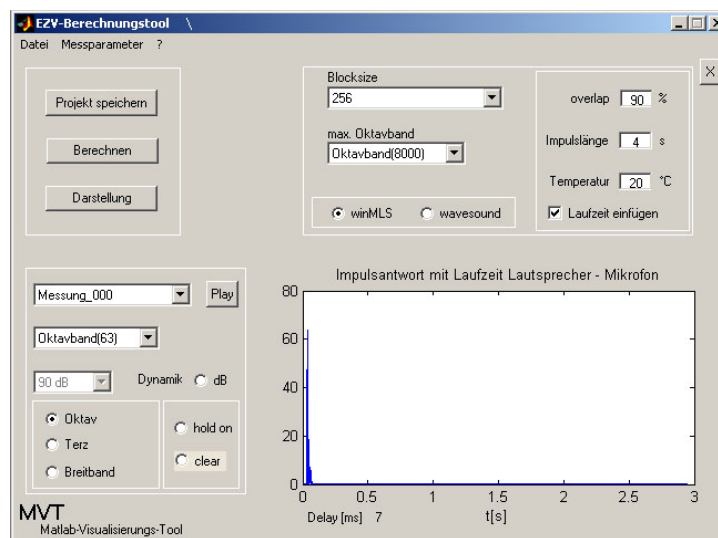 EZV-Berechnungstool \
Datei Messparameter ?
Projekt speichern
Berechnen
Darstellung
Blocksize
256
max. Oktavband
Oktavband(8000)
winMLS wavesound
overlap 90 %
Impulslänge 4 s
Temperatur 20 °C
Laufzeit einfügen
X
Messung_000 Play
Oktavband(63)
90 dB Dynamik dB
Oktav
Terz
Breitband
hold on
clear
MVT
Matlab-Visualisierungs-Tool
Impulsantwort mit Laufzeit Lautsprecher - Mikrofon
80
60
40
20
0
0 0.5 1 1.5 2 2.5 3
Delay [ms] 7 t[s]